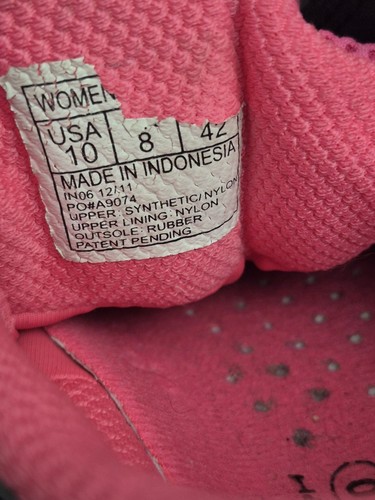 WOMEN
USA 8 42
10
MADE IN INDONESIA
IN06 12/11
PO#A9074
UPPER: SYNTHETIC/ NYLON
UPPER LINING: NYLON
OUTSOLE: RUBBER
PATENT PENDING